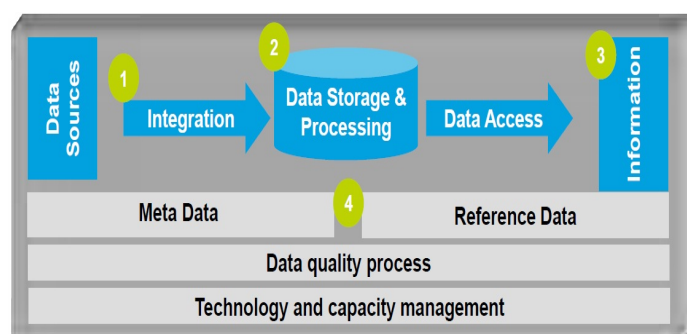 Data
Sources
1
Integration
2
Data Storage &
Processing
Data Access
3
Information
Meta Data
4
Reference Data
Data quality process
Technology and capacity management